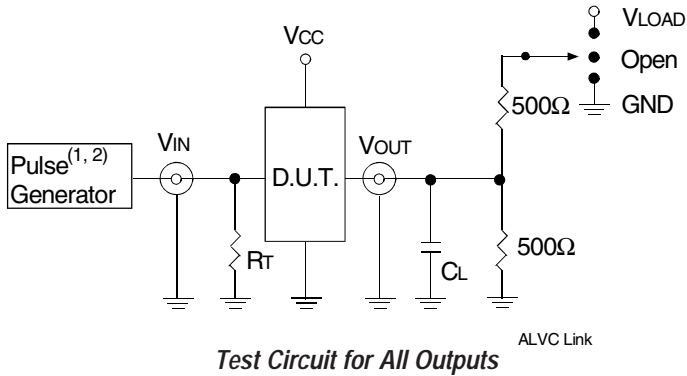 VLOAD
VCC
Open
500Ω
GND
VIN
VOUT
Pulse(1, 2)
Generator
D.U.T.
RT
CL
500Ω
ALVC Link
Test Circuit for All Outputs